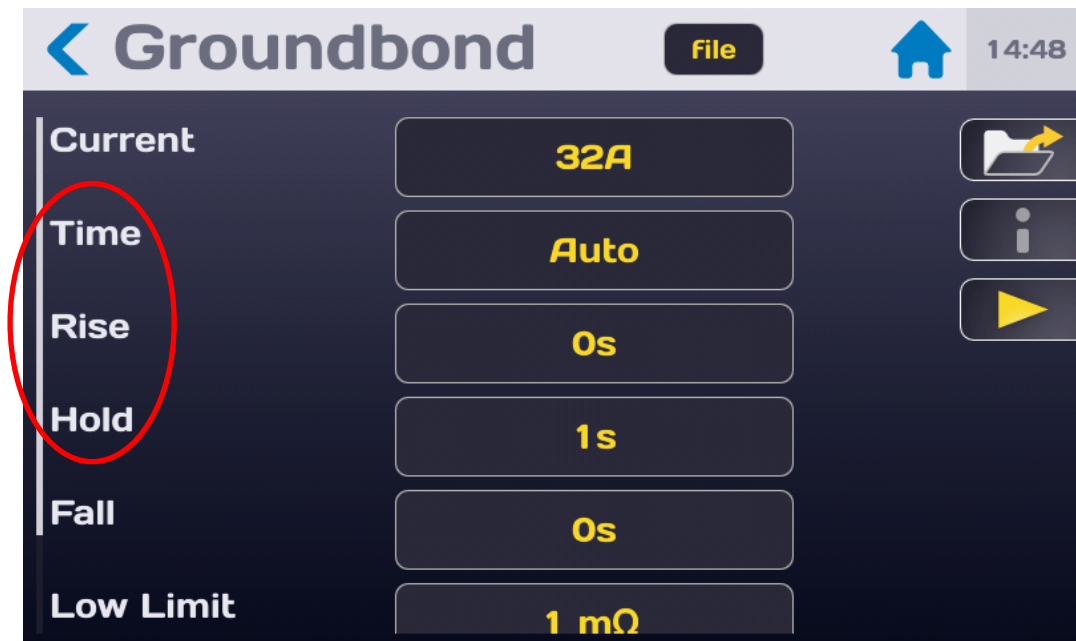 Groundbond file 14:48
Current 32A
Time Auto
Rise 0s
Hold 1s
Fall 0s
Low Limit 1 mΩ